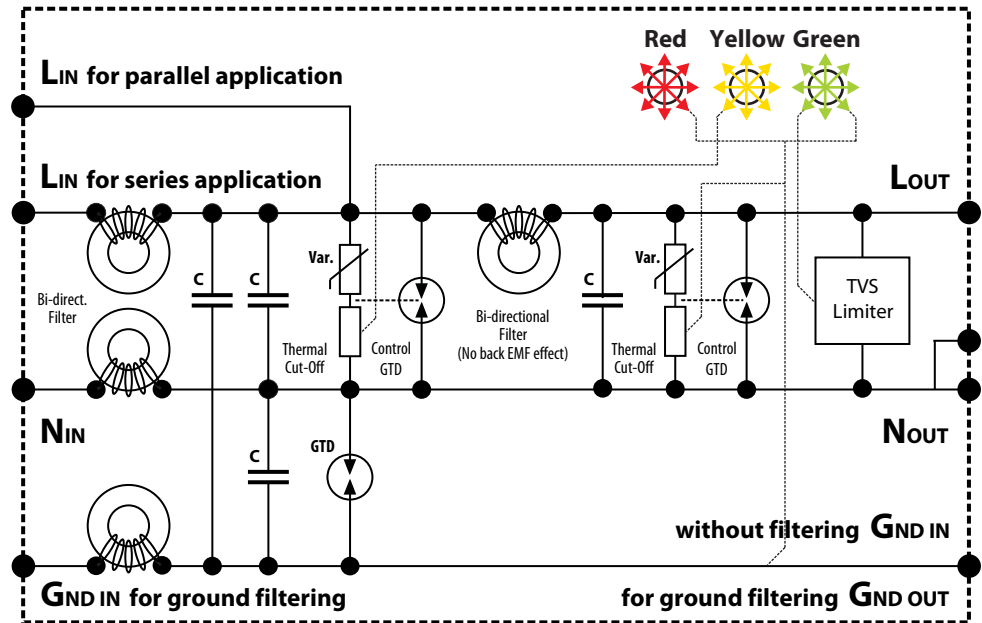 Red Yellow Green
LIN for parallel application
LIN for series application
LOUT
Bi-direct.
Filter
C
C
Var.
Thermal
Cut-Off
Control
GTD
Bi-directional
Filter
(No back EMF effect)
C
Var.
Thermal
Cut-Off
Control
GTD
TVS
Limiter
NIN
NOUT
C
GTD
without filtering GND IN
GND IN for ground filtering
for ground filtering GND OUT